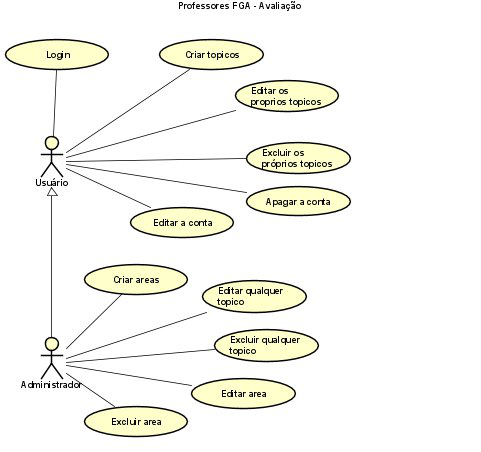 Professores FGA - Avaliação
Login
Criar topicos
Editar os
proprios topicos
Excluir os
próprios topicos
Usuário
Apagar a conta
Editar a conta
Criar areas
Editar qualquer
topico
Excluir qualquer
topico
Administrador
Editar area
Excluir area